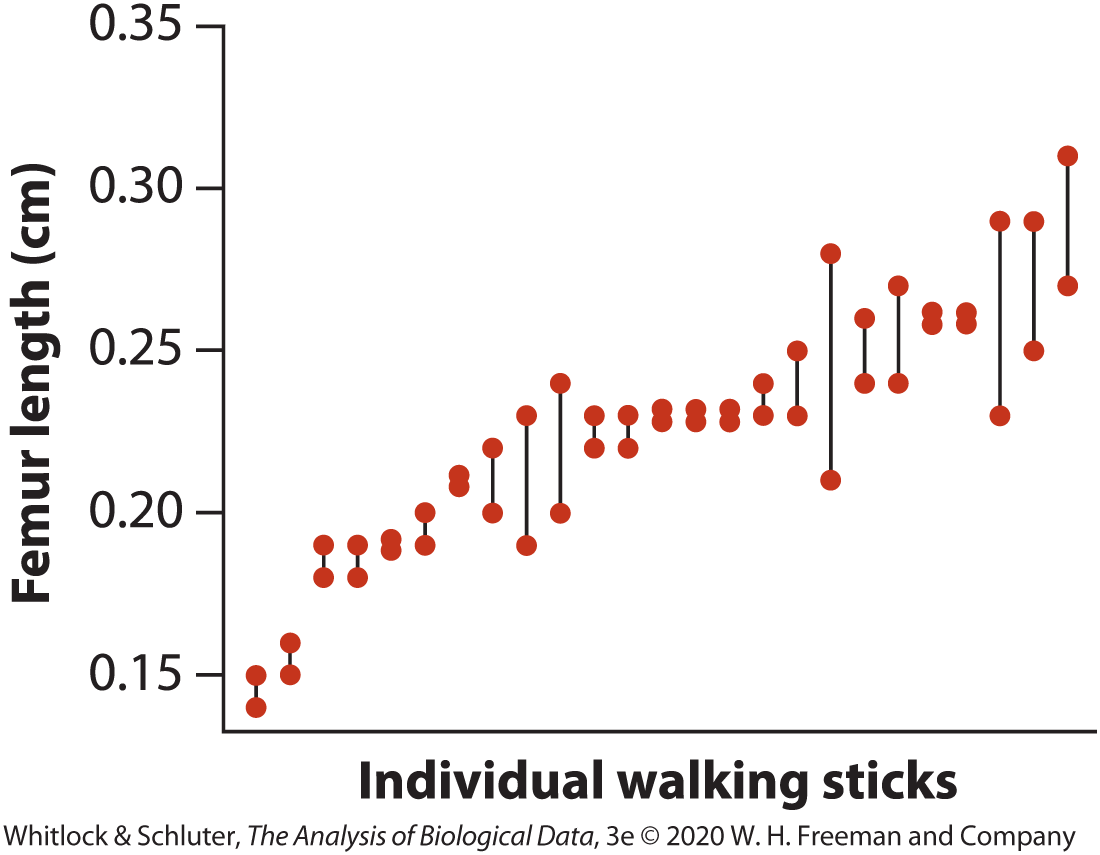 0.35
0.30
0.25
0.20
0.15
Femur length (cm)
Individual walking sticks
Whitlock & Schluter, The Analysis of Biological Data, 3e © 2020 W. H. Freeman and Company